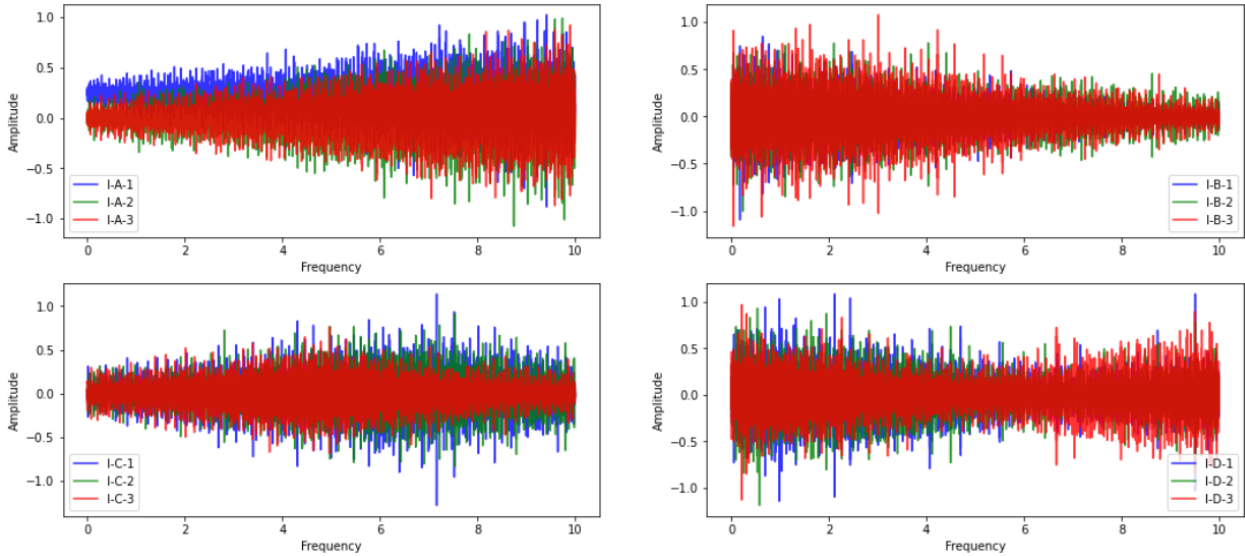 1.0
0.5
0.0
−0.5
−1.0
Amplitude
I-A-1
I-A-2
I-A-3
0 2 4 6 8 10
Frequency
1.0
0.5
0.0
−0.5
−1.0
Amplitude
I-B-1
I-B-2
I-B-3
0 2 4 6 8 10
Frequency
1.0
0.5
0.0
−0.5
−1.0
Amplitude
I-C-1
I-C-2
I-C-3
0 2 4 6 8 10
Frequency
1.0
0.5
0.0
−0.5
−1.0
Amplitude
I-D-1
I-D-2
I-D-3
0 2 4 6 8 10
Frequency